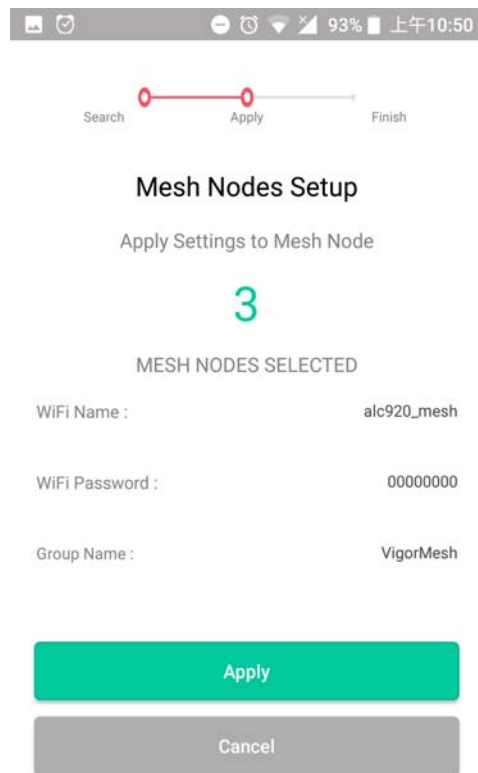 93% 上午10:50
Search Apply Finish
Mesh Nodes Setup
Apply Settings to Mesh Node
3
MESH NODES SELECTED
WiFi Name : alc920_mesh
WiFi Password : 00000000
Group Name : VigorMesh
Apply
Cancel